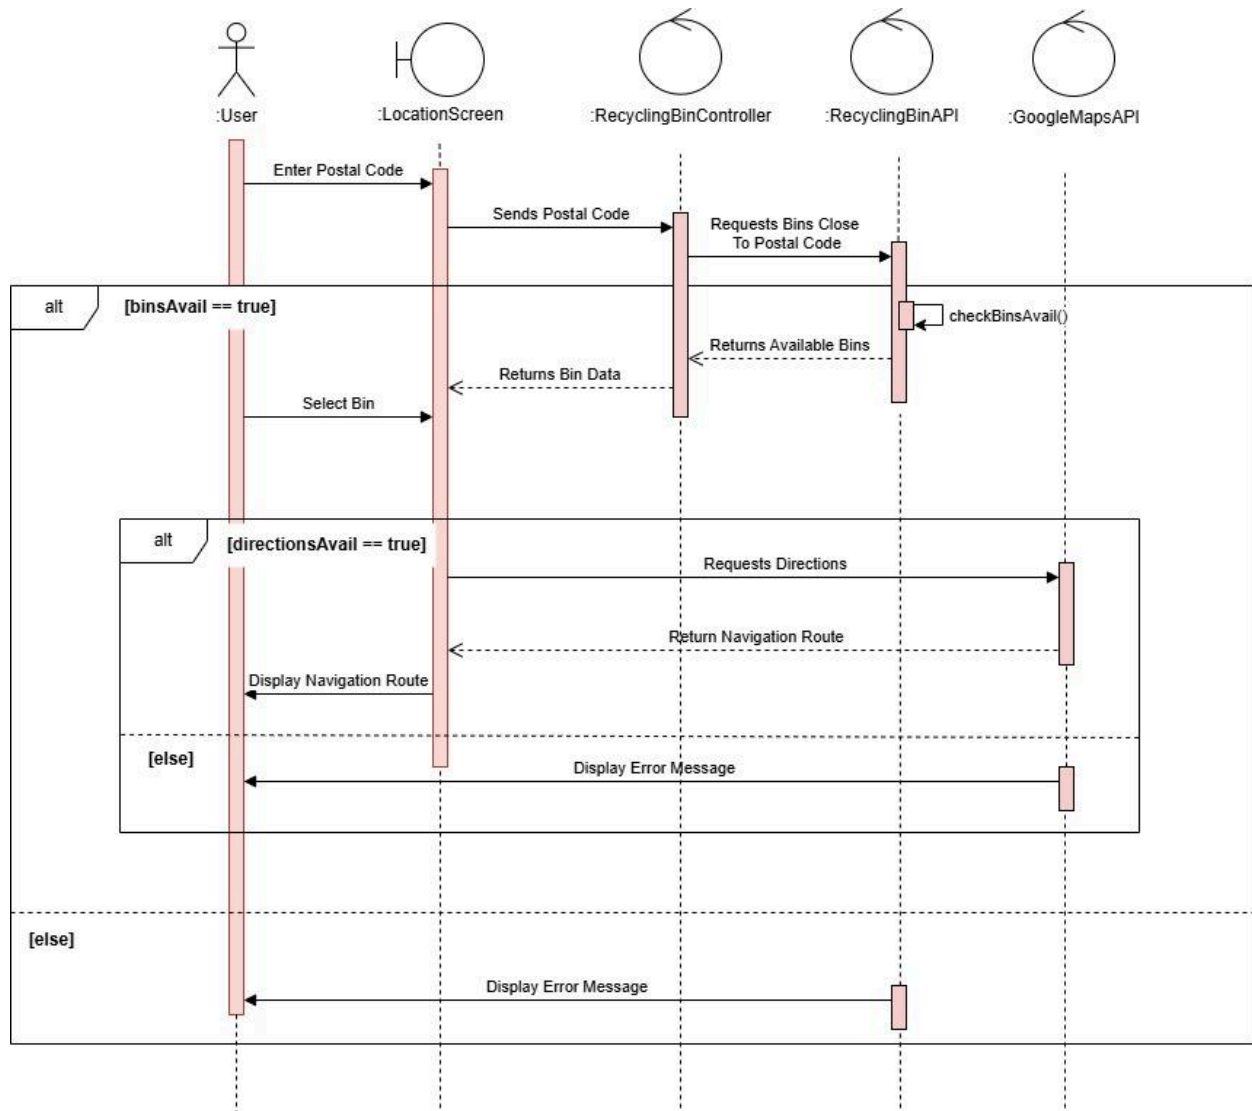 :User
:LocationScreen
:RecyclingBinController
:RecyclingBinAPI
:GoogleMapsAPI
Enter Postal Code
Sends Postal Code
Requests Bins Close
To Postal Code
alt
[binsAvail == true]
checkBinsAvail()
Returns Available Bins
Returns Bin Data
Select Bin
alt
[directionsAvail == true]
Requests Directions
Return Navigation Route
Display Navigation Route
[else]
Display Error Message
[else]
Display Error Message